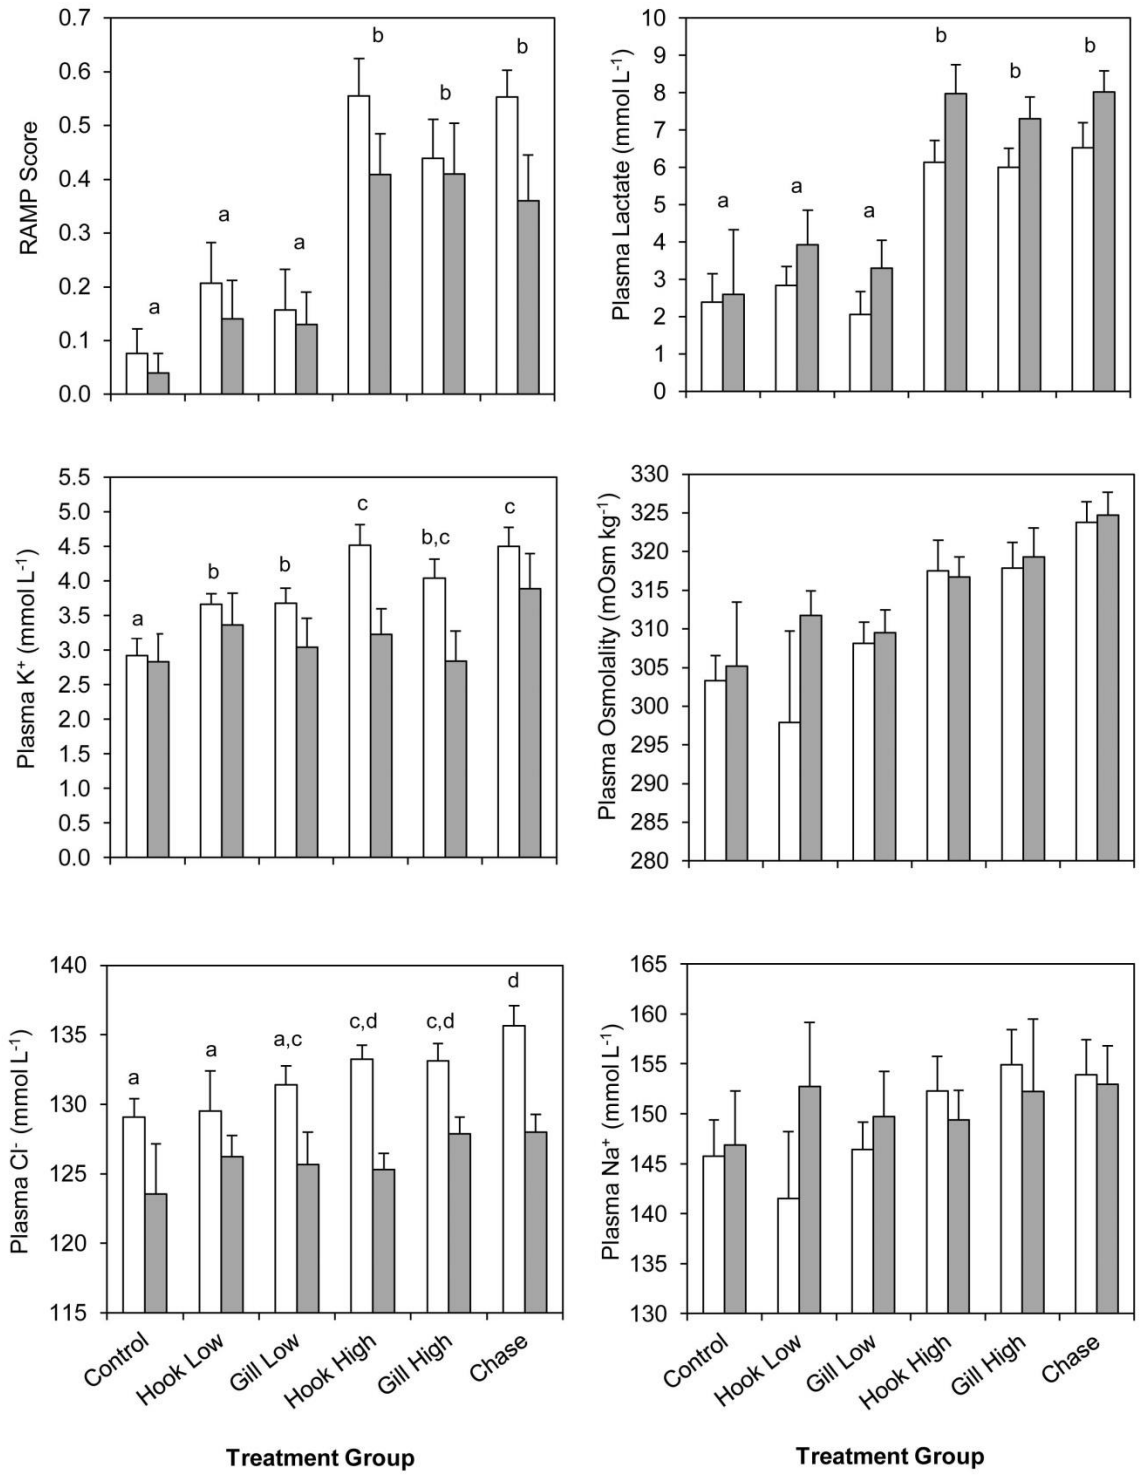 RAMP Score
0.7
0.6
0.5
0.4
0.3
0.2
0.1
0.0
a
a
a
b
b
b
Plasma Lactate (mmol L⁻¹)
10
9
8
7
6
5
4
3
2
1
0
a
a
a
b
b
b
Plasma K⁺ (mmol L⁻¹)
5.5
5.0
4.5
4.0
3.5
3.0
2.5
2.0
1.5
1.0
0.5
0.0
a
b
b
c
b,c
c
Plasma Osmolality (mOsm kg⁻¹)
330
325
320
315
310
305
300
295
290
285
280
Plasma Cl⁻ (mmol L⁻¹)
140
135
130
125
120
115
a
a
a,c
c,d
c,d
d
Control
Hook Low
Gill Low
Hook High
Gill High
Chase
Treatment Group
Plasma Na⁺ (mmol L⁻¹)
165
160
155
150
145
140
135
130
Control
Hook Low
Gill Low
Hook High
Gill High
Chase
Treatment Group